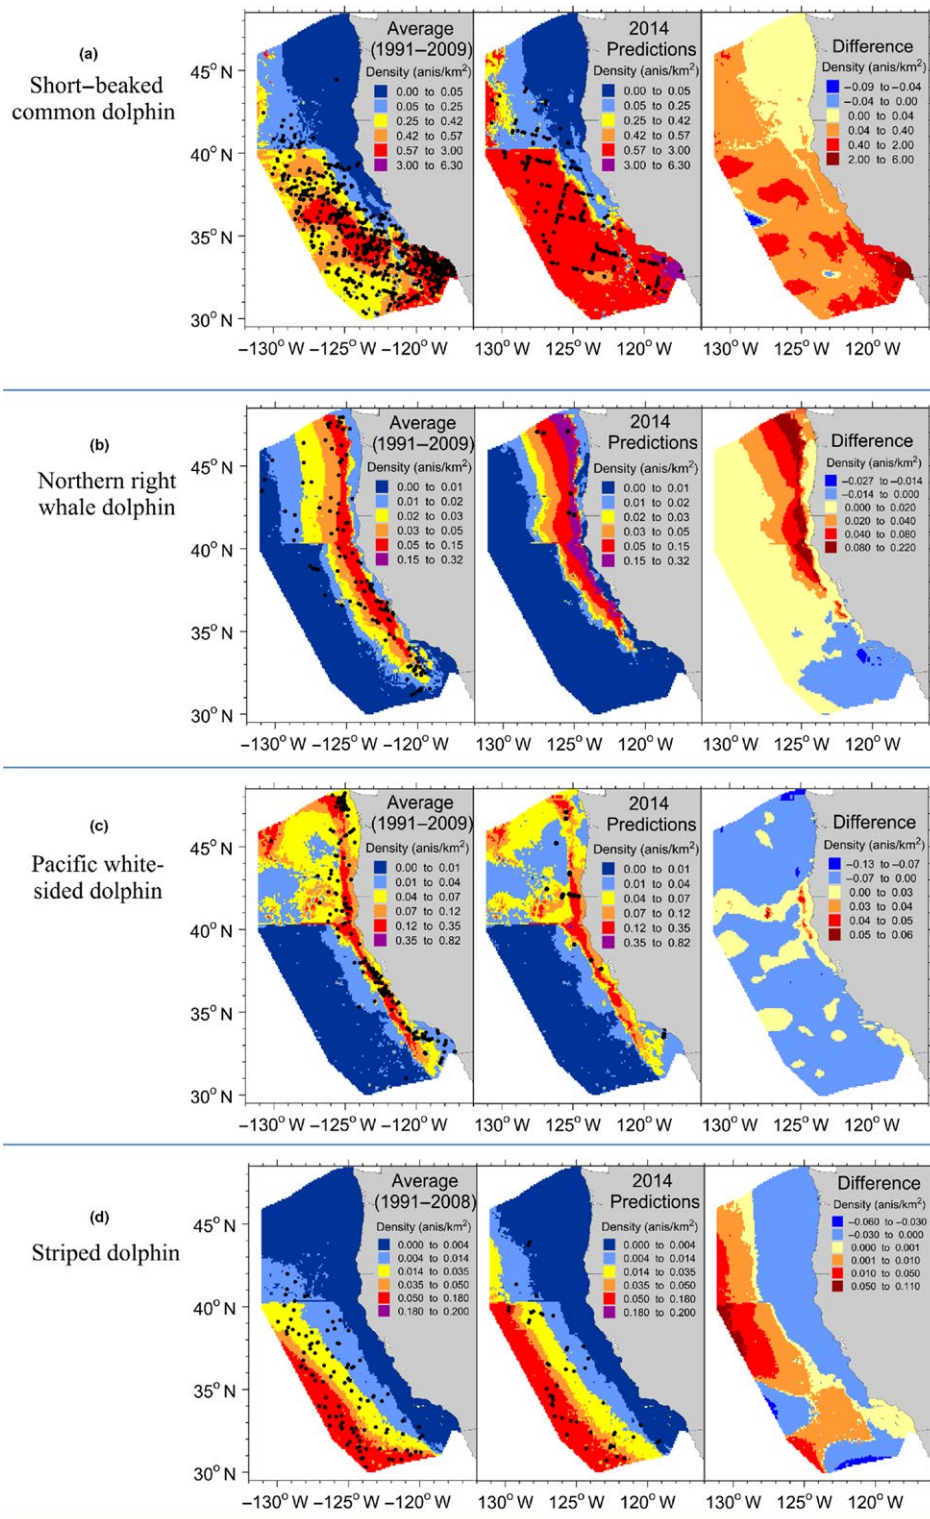 (a)
Short–beaked
common dolphin
Average
(1991–2009)
Density (anis/km²)
0.00 to 0.05
0.05 to 0.25
0.25 to 0.42
0.42 to 0.57
0.57 to 3.00
3.00 to 6.30
2014
Predictions
Density (anis/km²)
0.00 to 0.05
0.05 to 0.25
0.25 to 0.42
0.42 to 0.57
0.57 to 3.00
3.00 to 6.30
Difference
Density (anis/km²)
−0.09 to −0.04
−0.04 to 0.00
0.00 to 0.04
0.04 to 0.40
0.40 to 2.00
2.00 to 6.00
45° N
40° N
35° N
30° N
−130° W −125° W −120° W
130° W 125° W 120° W
130° W 125° W 120° W
(b)
Northern right
whale dolphin
Average
(1991–2009)
Density (anis/km²)
0.00 to 0.01
0.01 to 0.02
0.02 to 0.03
0.03 to 0.05
0.05 to 0.15
0.15 to 0.32
2014
Predictions
Density (anis/km²)
0.00 to 0.01
0.01 to 0.02
0.02 to 0.03
0.03 to 0.05
0.05 to 0.15
0.15 to 0.32
Difference
Density (anis/km²)
−0.027 to −0.014
−0.014 to 0.000
0.000 to 0.020
0.020 to 0.040
0.040 to 0.080
0.080 to 0.220
45° N
40° N
35° N
30° N
−130° W −125° W −120° W
130° W 125° W 120° W
130° W 125° W 120° W
(c)
Pacific white-
sided dolphin
Average
(1991–2009)
Density (anis/km²)
0.00 to 0.01
0.01 to 0.04
0.04 to 0.07
0.07 to 0.12
0.12 to 0.35
0.35 to 0.82
2014
Predictions
Density (anis/km²)
0.00 to 0.01
0.01 to 0.04
0.04 to 0.07
0.07 to 0.12
0.12 to 0.35
0.35 to 0.82
Difference
Density (anis/km²)
−0.13 to −0.07
−0.07 to 0.00
0.00 to 0.03
0.03 to 0.04
0.04 to 0.05
0.05 to 0.06
45° N
40° N
35° N
30° N
−130° W −125° W −120° W
130° W 125° W 120° W
130° W 125° W 120° W
(d)
Striped dolphin
Average
(1991–2008)
Density (anis/km²)
0.000 to 0.004
0.004 to 0.014
0.014 to 0.035
0.035 to 0.050
0.050 to 0.180
0.180 to 0.200
2014
Predictions
Density (anis/km²)
0.000 to 0.004
0.004 to 0.014
0.014 to 0.035
0.035 to 0.050
0.050 to 0.180
0.180 to 0.200
Difference
Density (anis/km²)
−0.060 to −0.030
−0.030 to 0.000
0.000 to 0.001
0.001 to 0.010
0.010 to 0.050
0.050 to 0.110
45° N
40° N
35° N
30° N
−130° W −125° W −120° W
130° W 125° W 120° W
130° W 125° W 120° W